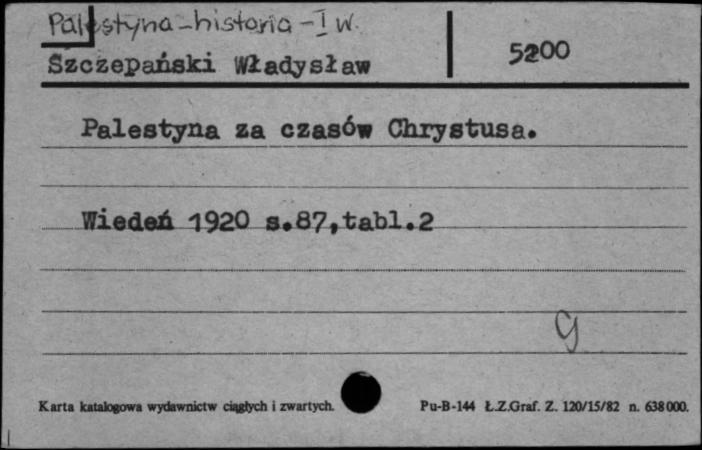 Palestyna-historia-I w.
Szczepański Władysław
5200
Palestyna za czasów Chrystusa.
Wiedeń 1920 s.87,tabl.2
g
Karta katalogowa wydawnictw ciągłych i zwartych.
Pu-B-144 Ł.Z.Graf. Z. 120/15/82 n. 638000.